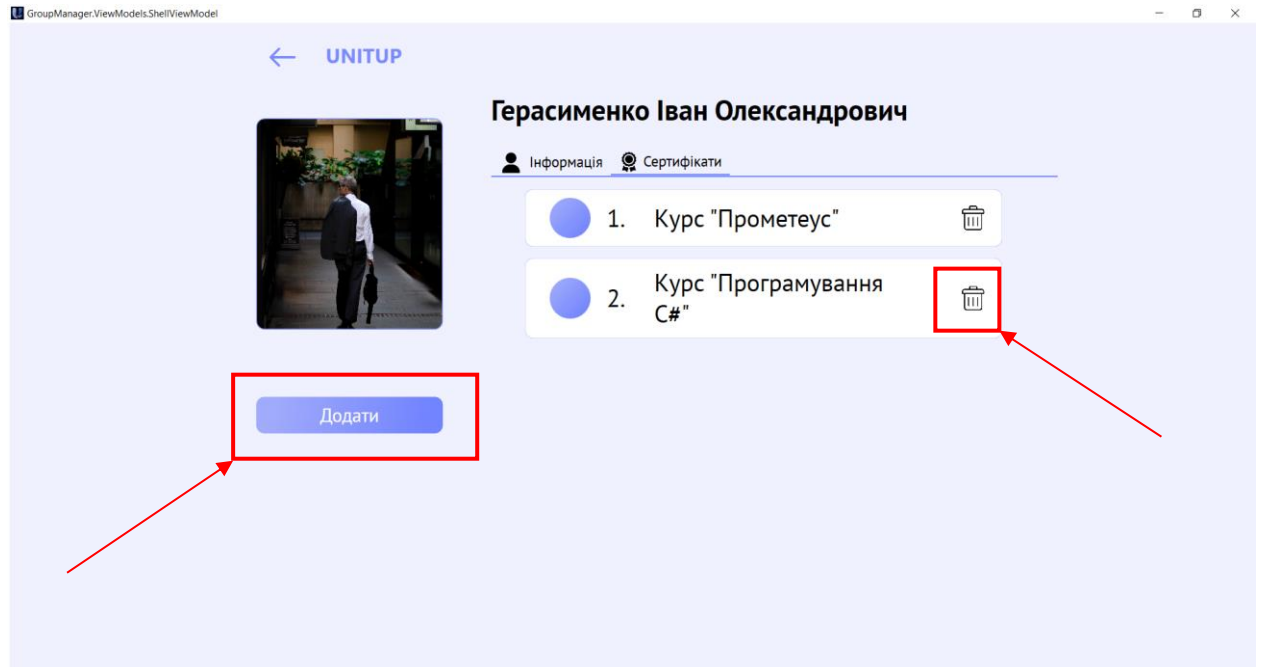 GroupManager.ViewModels.ShellViewModel
UNITUP
Герасименко Іван Олександрович
Інформація Сертифікати
1. Курс "Прометеус"
2. Курс "Програмування
C#"
Додати